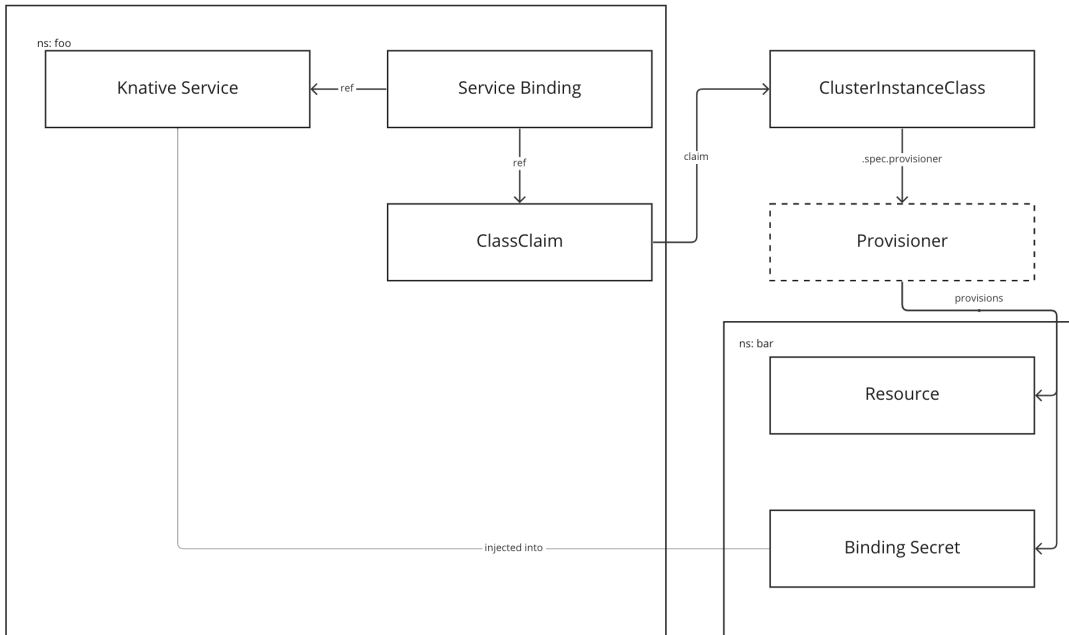 ns: foo
Knative Service
ref
Service Binding
ClusterInstanceClass
ref
claim
.spec.provisioner
ClassClaim
Provisioner
provisions
ns: bar
Resource
injected into
Binding Secret